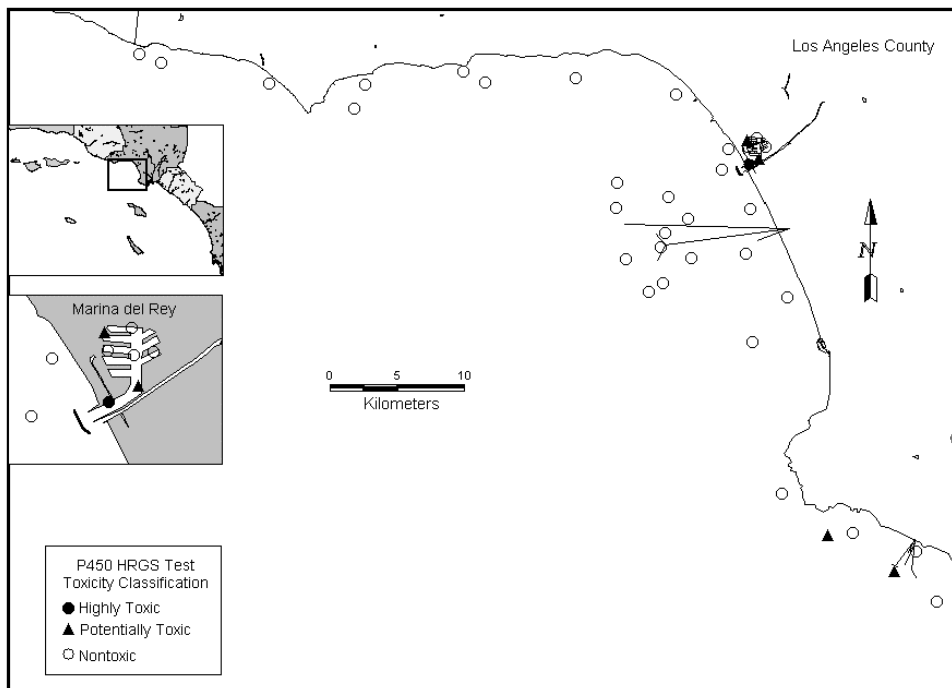 Los Angeles County
N
Marina del Rey
0 5 10
Kilometers
P450 HRGS Test
Toxicity Classification
Highly Toxic
Potentially Toxic
Nontoxic